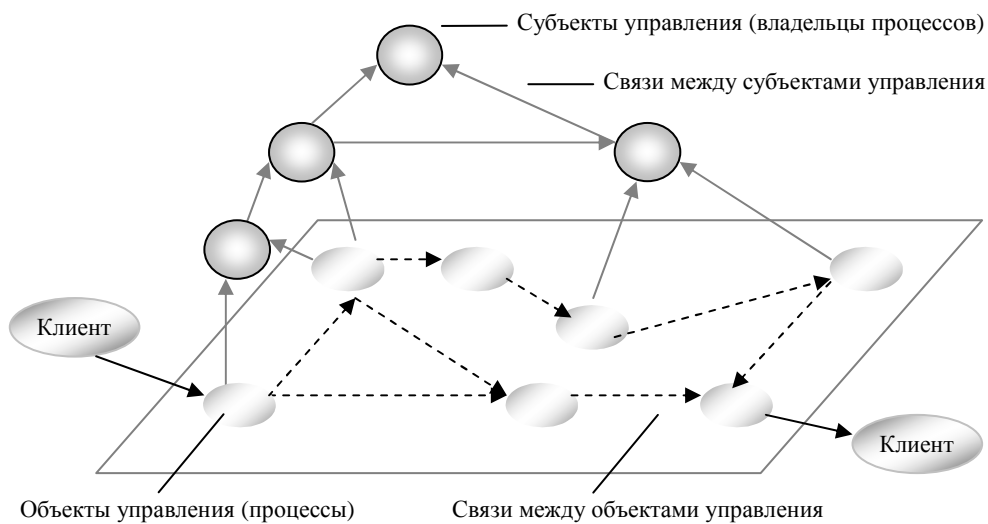 Субъекты управления (владельцы процессов)
Связи между субъектами управления
Клиент
Клиент
Объекты управления (процессы)
Связи между объектами управления